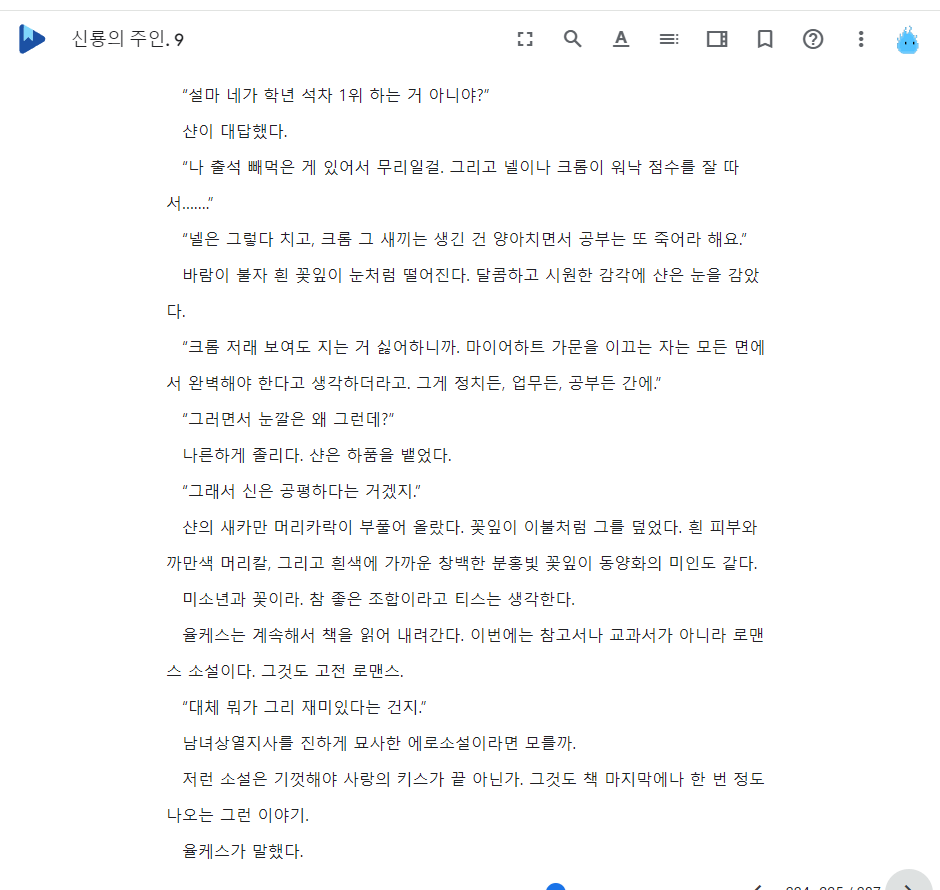 신룡의 주인. 9
“설마 네가 학년 석차 1위 하는 거 아니야?”
샨이 대답했다.
“나 출석 빼먹은 게 있어서 무리일걸. 그리고 넬이나 크롬이 워낙 점수를 잘 따
서…….”
“넬은 그렇다 치고, 크롬 그 새끼는 생긴 건 양아치면서 공부는 또 죽어라 해요.”
바람이 불자 흰 꽃잎이 눈처럼 떨어진다. 달콤하고 시원한 감각에 샨은 눈을 감았
다.
“크롬 저래 보여도 지는 거 싫어하니까. 마이어하트 가문을 이끄는 자는 모든 면에
서 완벽해야 한다고 생각하더라고. 그게 정치든, 업무든, 공부든 간에.”
“그러면서 눈깔은 왜 그런데?”
나른하게 졸리다. 샨은 하품을 뱉었다.
“그래서 신은 공평하다는 거겠지.”
샨의 새카만 머리카락이 부풀어 올랐다. 꽃잎이 이불처럼 그를 덮었다. 흰 피부와
까만색 머리칼, 그리고 흰색에 가까운 창백한 분홍빛 꽃잎이 동양화의 미인도 같다.
미소년과 꽃이라. 참 좋은 조합이라고 티스는 생각한다.
율케스는 계속해서 책을 읽어 내려간다. 이번에는 참고서나 교과서가 아니라 로맨
스 소설이다. 그것도 고전 로맨스.
“대체 뭐가 그리 재미있다는 건지.”
남녀상열지사를 진하게 묘사한 에로소설이라면 모를까.
저런 소설은 기껏해야 사랑의 키스가 끝 아닌가. 그것도 책 마지막에나 한 번 정도
나오는 그런 이야기.
율케스가 말했다.